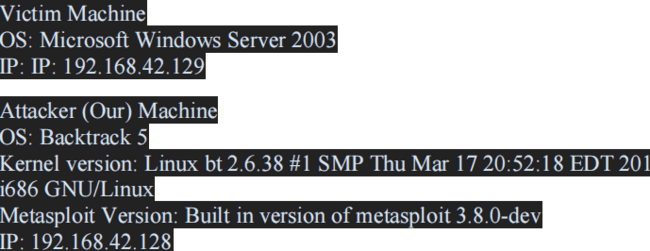 Victim Machine
OS: Microsoft Windows Server 2003
IP: IP: 192.168.42.129
Attacker (Our) Machine
OS: Backtrack 5
Kernel version: Linux bt 2.6.38 #1 SMP Thu Mar 17 20:52:18 EDT 201
i686 GNU/Linux
Metasploit Version: Built in version of metasploit 3.8.0-dev
IP: 192.168.42.128